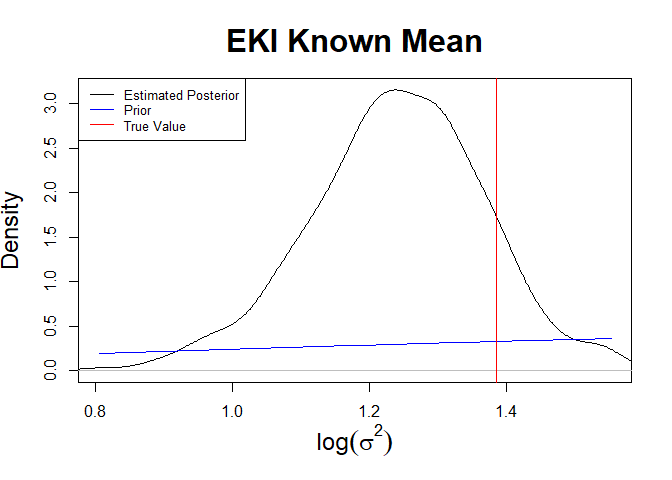 EKI Known Mean
Estimated Posterior
Prior
True Value
Density
0.0 0.5 1.0 1.5 2.0 2.5 3.0
0.8 1.0 1.2 1.4
log(σ²)